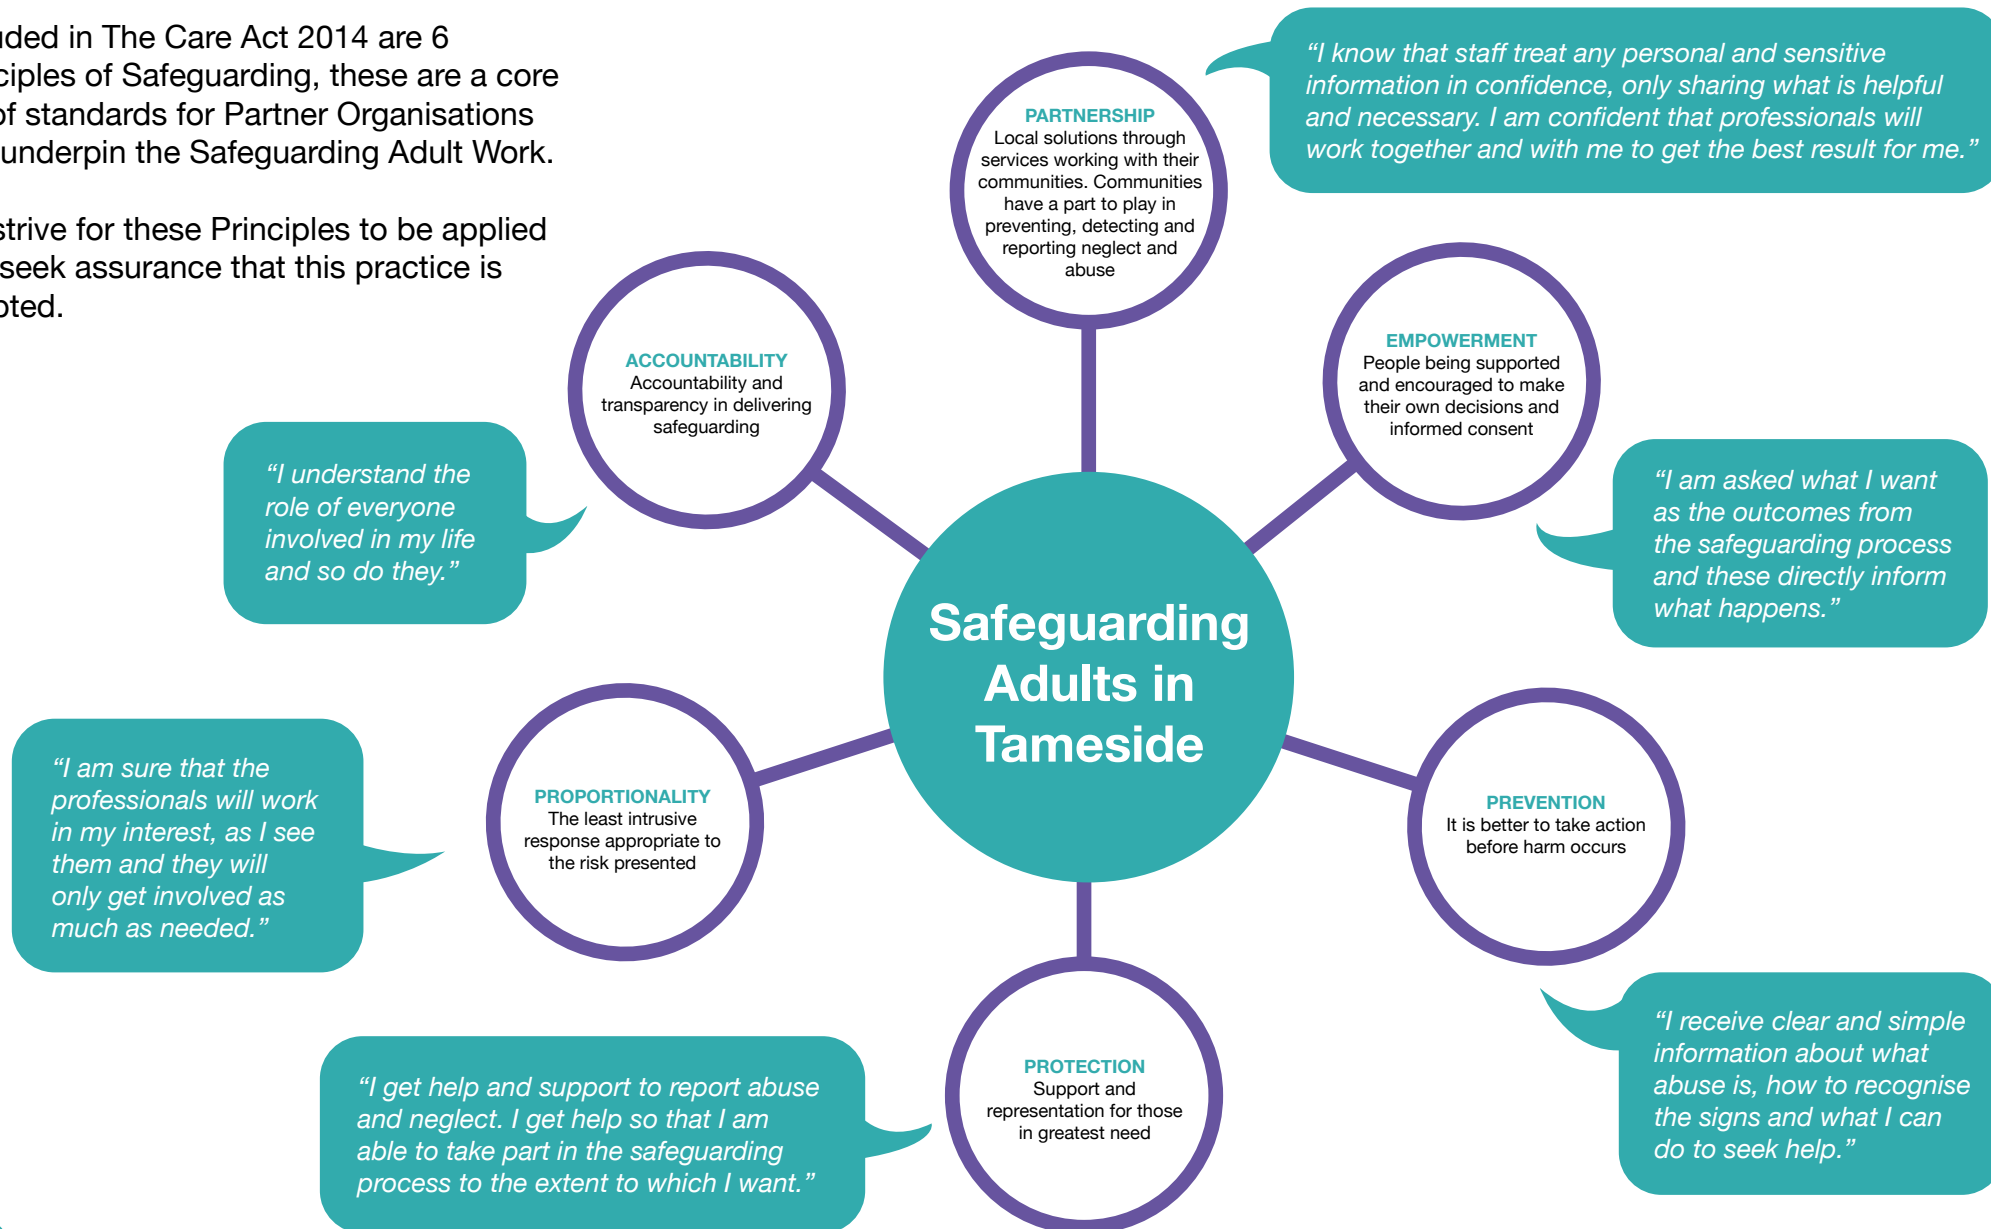 uded in The Care Act 2014 are 6
ciples of Safeguarding, these are a core
of standards for Partner Organisations
underpin the Safeguarding Adult Work.
strive for these Principles to be applied
seek assurance that this practice is
pted.
PARTNERSHIP
Local solutions through
services working with their
communities. Communities
have a part to play in
preventing, detecting and
reporting neglect and
abuse
“I know that staff treat any personal and sensitive
information in confidence, only sharing what is helpful
and necessary. I am confident that professionals will
work together and with me to get the best result for me.”
ACCOUNTABILITY
Accountability and
transparency in delivering
safeguarding
“I understand the
role of everyone
involved in my life
and so do they.”
EMPOWERMENT
People being supported
and encouraged to make
their own decisions and
informed consent
“I am asked what I want
as the outcomes from
the safeguarding process
and these directly inform
what happens.”
Safeguarding
Adults in
Tameside
PROPORTIONALITY
The least intrusive
response appropriate to
the risk presented
“I am sure that the
professionals will work
in my interest, as I see
them and they will
only get involved as
much as needed.”
PREVENTION
It is better to take action
before harm occurs
“I receive clear and simple
information about what
abuse is, how to recognise
the signs and what I can
do to seek help.”
PROTECTION
Support and
representation for those
in greatest need
“I get help and support to report abuse
and neglect. I get help so that I am
able to take part in the safeguarding
process to the extent to which I want.”